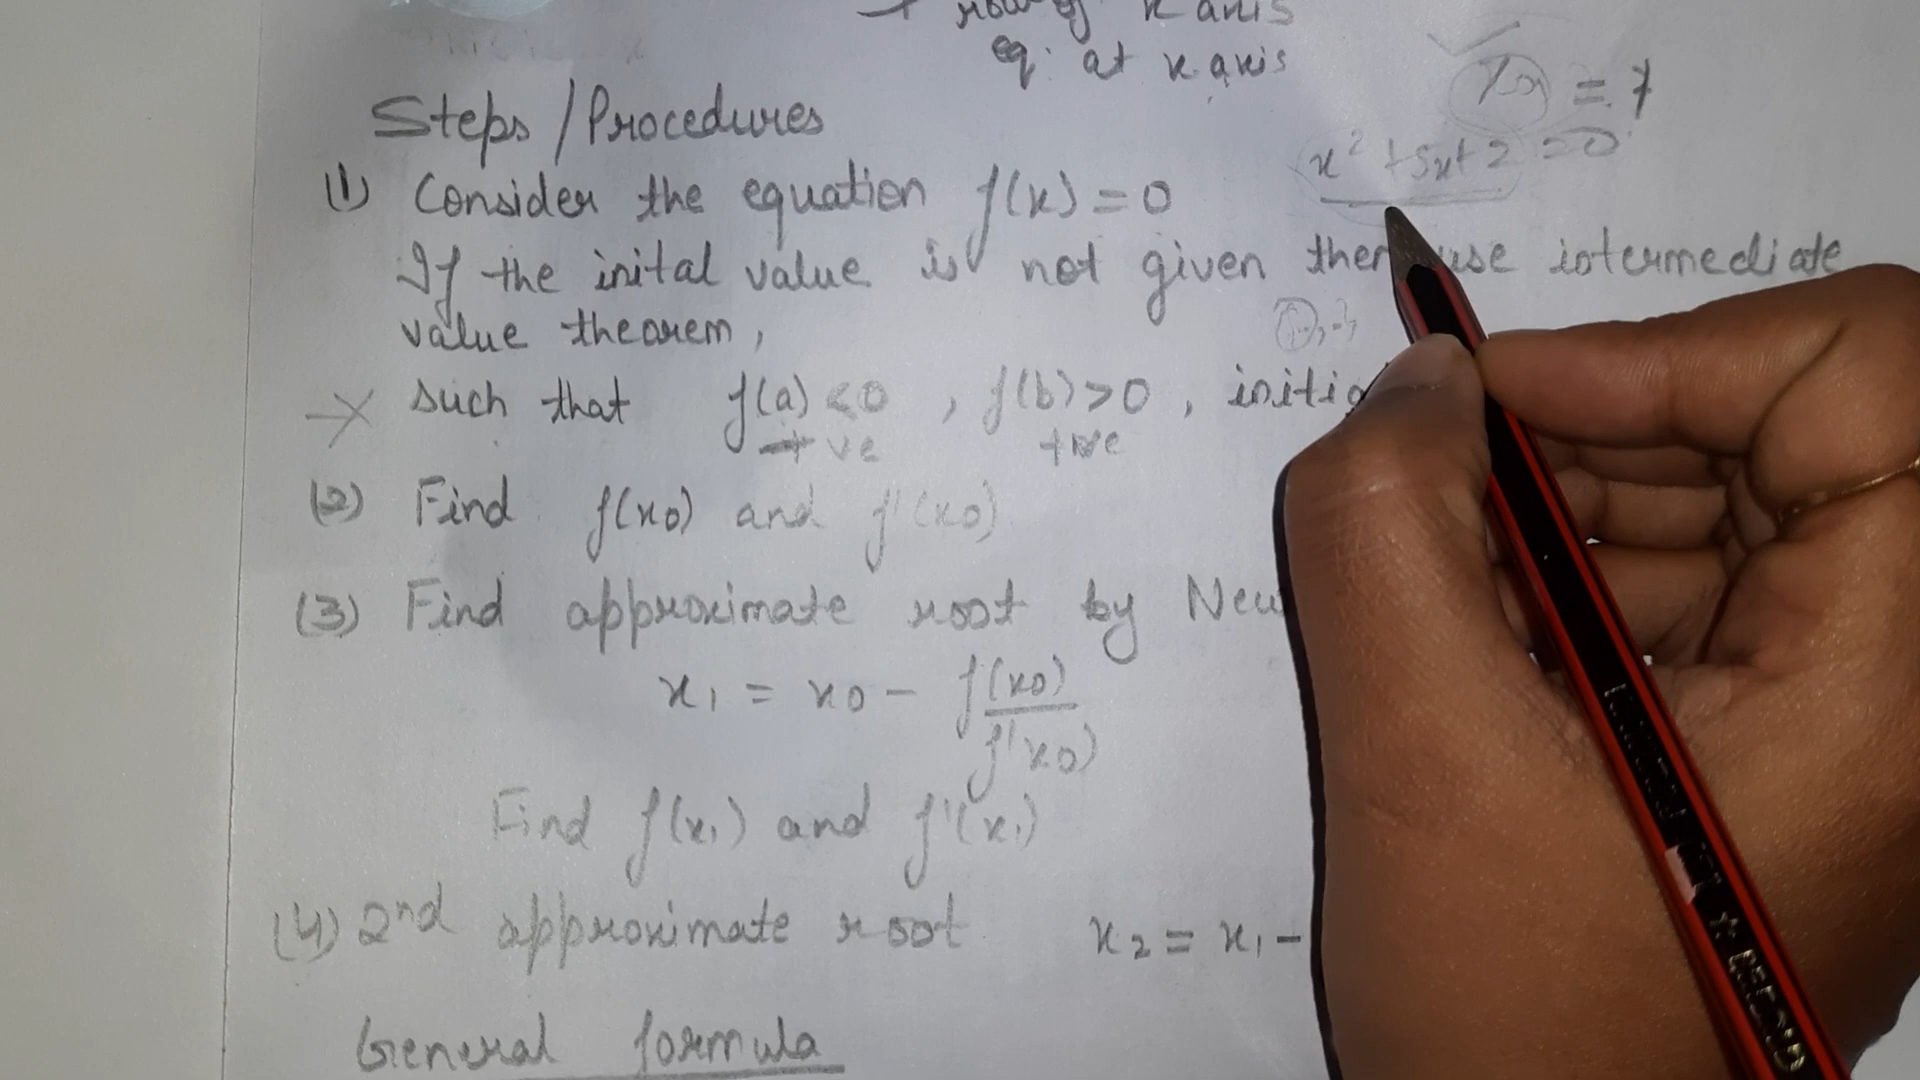 x axis
eq. at x axis
= 7
Steps / Procedures
x² + 5x + 2 = 0
(1) Consider the equation f(x) = 0
If the inital value is not given then use intermediate
value theorem,
such that f(a) < 0 , f(b) > 0 , initia
ve +ve
(2) Find f(x0) and f'(x0)
(3) Find approximate root by New
x1 = x0 - f(x0)
f'x0)
Find f(x1) and f'(x1)
(4) 2nd approximate root x2 = x1 -
General formula